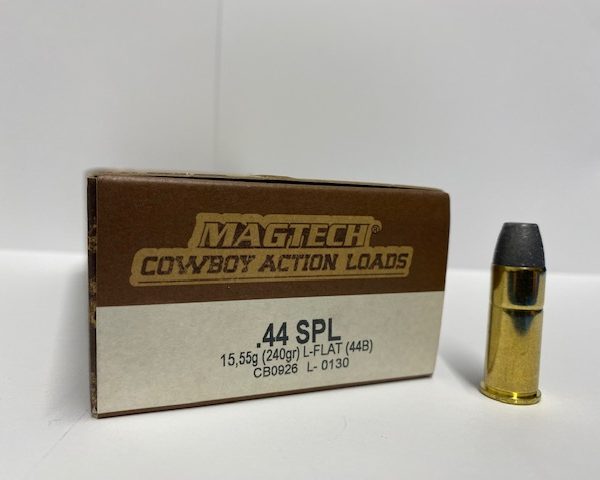 MAGTECH®
COWBOY ACTION LOADS
.44 SPL
15,55g (240gr) L-FLAT (44B)
CB0926 L- 0130